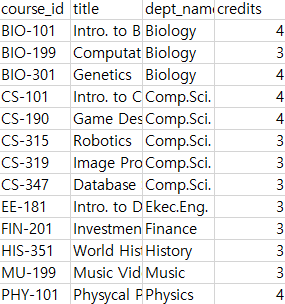 course_id title dept_name credits
BIO-101 Intro. to B Biology 4
BIO-199 Computat Biology 3
BIO-301 Genetics Biology 4
CS-101 Intro. to C Comp.Sci. 4
CS-190 Game Des Comp.Sci. 4
CS-315 Robotics Comp.Sci. 3
CS-319 Image Pro Comp.Sci. 3
CS-347 Database Comp.Sci. 3
EE-181 Intro. to D Ekec.Eng. 3
FIN-201 Investmen Finance 3
HIS-351 World Hist History 3
MU-199 Music Vid Music 3
PHY-101 Physycal P Physics 4